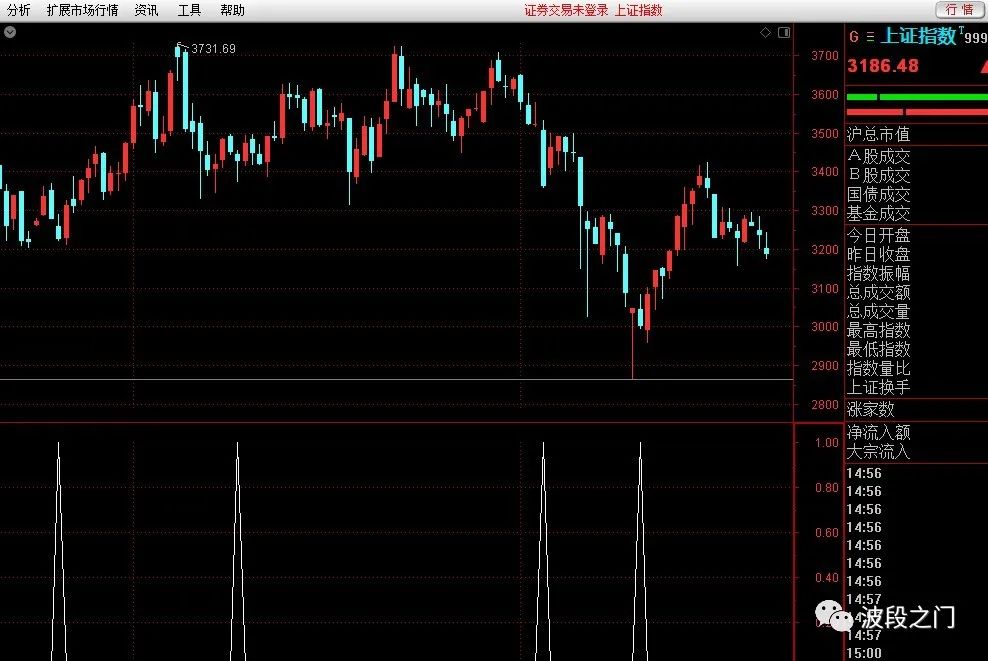 分析 扩展市场行情 资讯 工具 帮助 证券交易未登录 上证指数 行情
3731.69
3700
3600
3500
3400
3300
3200
3100
3000
2900
2800
1.00
0.80
0.60
0.40
G 上证指数 999
3186.48
沪总市值
A股成交
B股成交
国债成交
基金成交
今日开盘
昨日收盘
指数振幅
总成交额
总成交量
最高指数
最低指数
指数量比
上证换手
涨家数
净流入额
大宗流入
14:56
14:56
14:56
14:56
14:56
14:56
14:56
14:57
14:57
15:00
波段之门